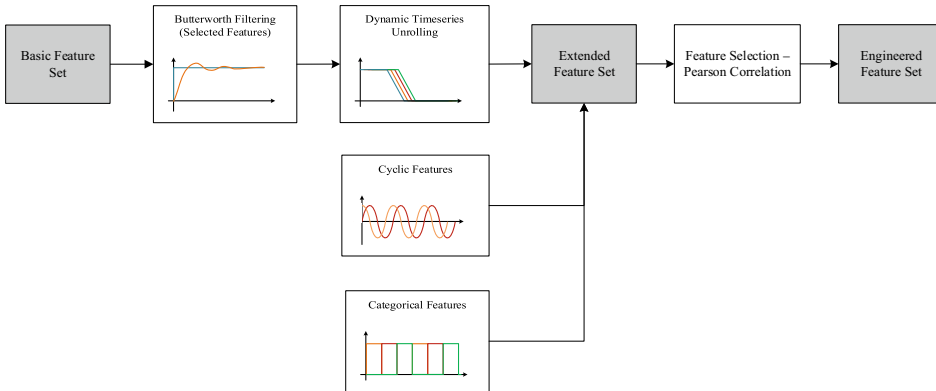 Basic Feature
Set
Butterworth Filtering
(Selected Features)
Dynamic Timeseries
Unrolling
Extended
Feature Set
Feature Selection –
Pearson Correlation
Engineered
Feature Set
Cyclic Features
Categorical Features